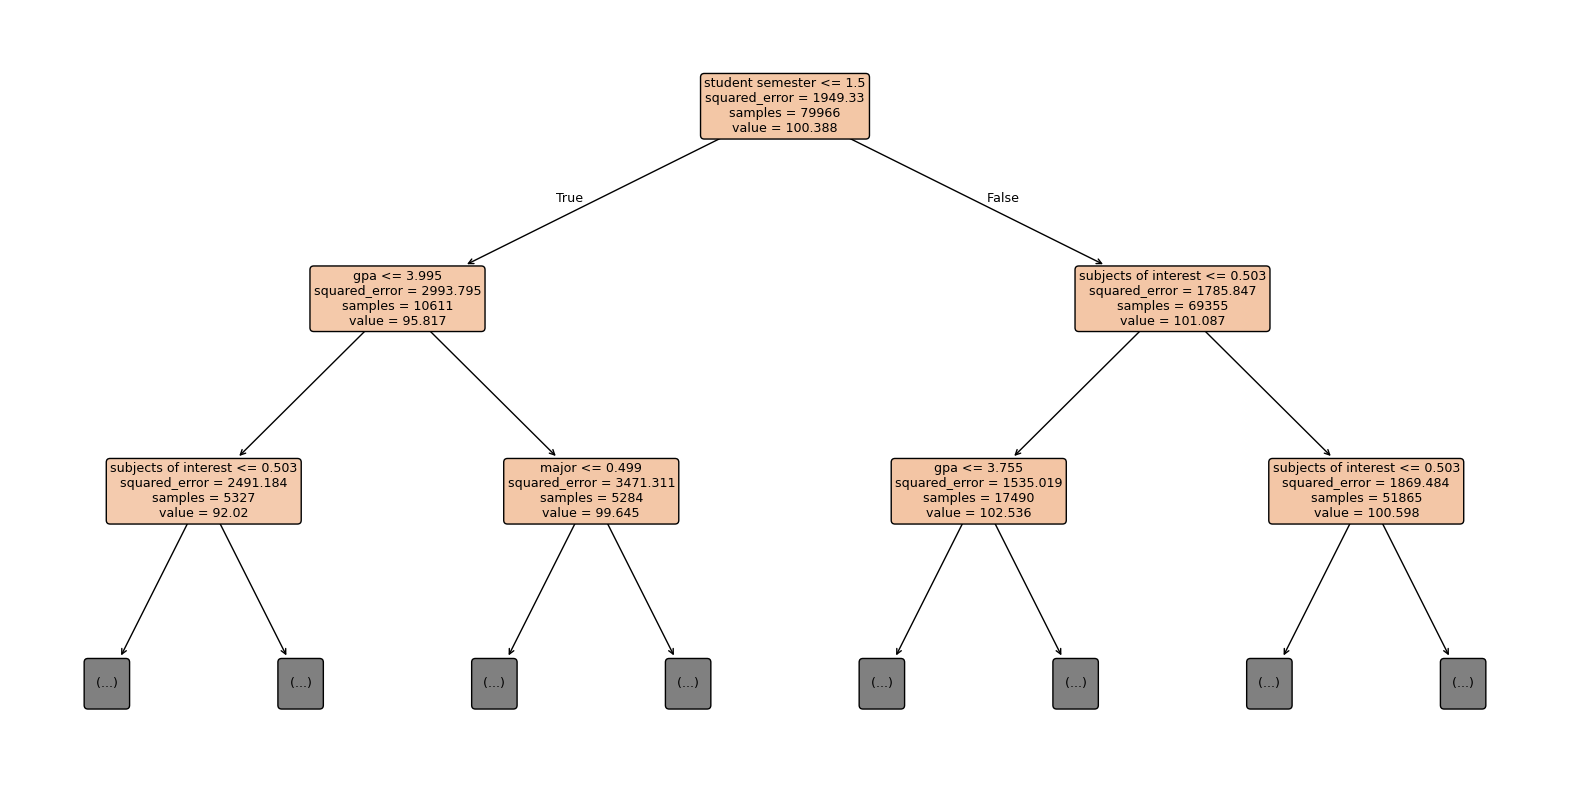 student semester <= 1.5
squared_error = 1949.33
samples = 79966
value = 100.388
True
False
gpa <= 3.995
squared_error = 2993.795
samples = 10611
value = 95.817
subjects of interest <= 0.503
squared_error = 1785.847
samples = 69355
value = 101.087
subjects of interest <= 0.503
squared_error = 2491.184
samples = 5327
value = 92.02
major <= 0.499
squared_error = 3471.311
samples = 5284
value = 99.645
gpa <= 3.755
squared_error = 1535.019
samples = 17490
value = 102.536
subjects of interest <= 0.503
squared_error = 1869.484
samples = 51865
value = 100.598
(...)
(...)
(...)
(...)
(...)
(...)
(...)
(...)